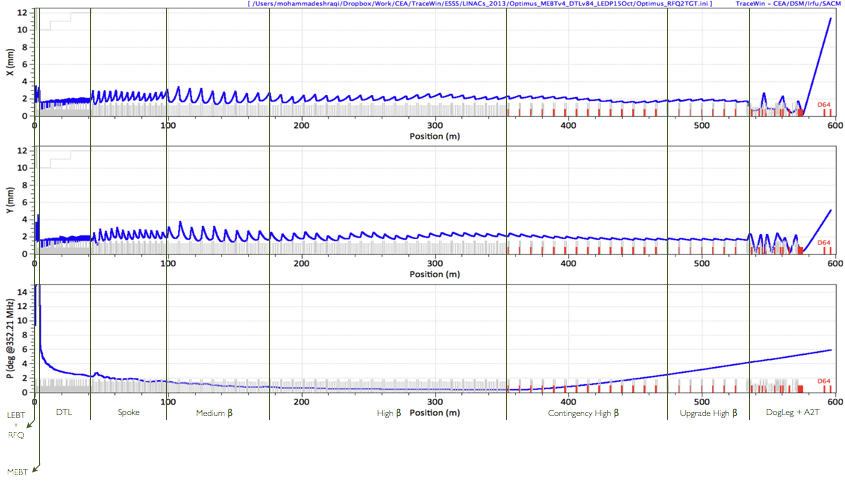 [ /Users/mohammadeshraqi/Dropbox/Work/CEA/TraceWin/ESSS/LINACs_2013/Optimus_MEBTv4_DTLv84_LEDP15Oct/Optimus_RFQ2TGT.ini ] TraceWin - CEA/DSM/Irfu/SACM
12
10
8
6
4
2
0
X (mm)
D64
0 100 200 300 400 500 600
Position (m)
12
10
8
6
4
2
0
Y (mm)
D64
0 100 200 300 400 500 600
Position (m)
14
12
10
8
6
4
2
0
P (deg @352.21 MHz)
D64
0 100 200 300 400 500 600
LEBT
+
RFQ
DTL Spoke Medium β High β Position (m) Contingency High β Upgrade High β DogLeg + A2T
MEBT